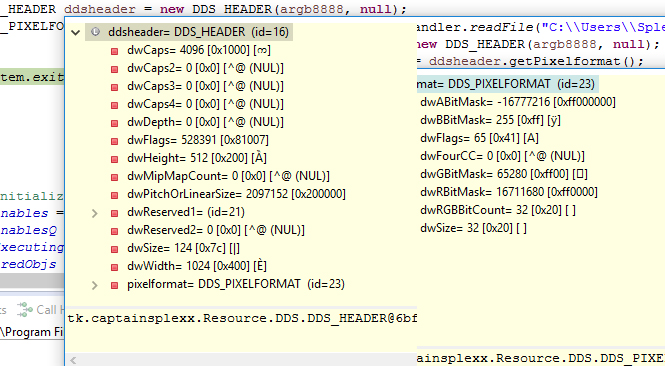 _HEADER ddsheader = new DDS_HEADER(argb8888, null);
_PIXELF
andler.readFile("C:\\Users\\Sple
new DDS_HEADER(argb8888, null);
= ddsheader.getPixelformat();
tem.exit
ddsheader= DDS_HEADER (id=16)
dwCaps= 4096 [0x1000] [က]
dwCaps2= 0 [0x0] [^@ (NUL)]
dwCaps3= 0 [0x0] [^@ (NUL)]
dwCaps4= 0 [0x0] [^@ (NUL)]
dwDepth= 0 [0x0] [^@ (NUL)]
dwFlags= 528391 [0x81007]
dwHeight= 512 [0x200] [Ȁ]
dwMipMapCount= 0 [0x0] [^@ (NUL)]
dwPitchOrLinearSize= 2097152 [0x200000]
dwReserved1= (id=21)
dwReserved2= 0 [0x0] [^@ (NUL)]
dwSize= 124 [0x7c] [|]
dwWidth= 1024 [0x400] [Ѐ]
pixelformat= DDS_PIXELFORMAT (id=23)
tk.captainsplexx.Resource.DDS.DDS_HEADER@6bf
mat= DDS_PIXELFORMAT (id=23)
dwABitMask= -16777216 [0xff000000]
dwBBitMask= 255 [0xff] [ÿ]
dwFlags= 65 [0x41] [A]
dwFourCC= 0 [0x0] [^@ (NUL)]
dwGBitMask= 65280 [0xff00] []
dwRBitMask= 16711680 [0xff0000]
dwRGBBitCount= 32 [0x20] [ ]
dwSize= 32 [0x20] [ ]
ainsplexx.Resource.DDS.DDS_PIXE
nitializ
nables =
nablesQ
xecuting
redObjs
ts
Call H
\Program Fi